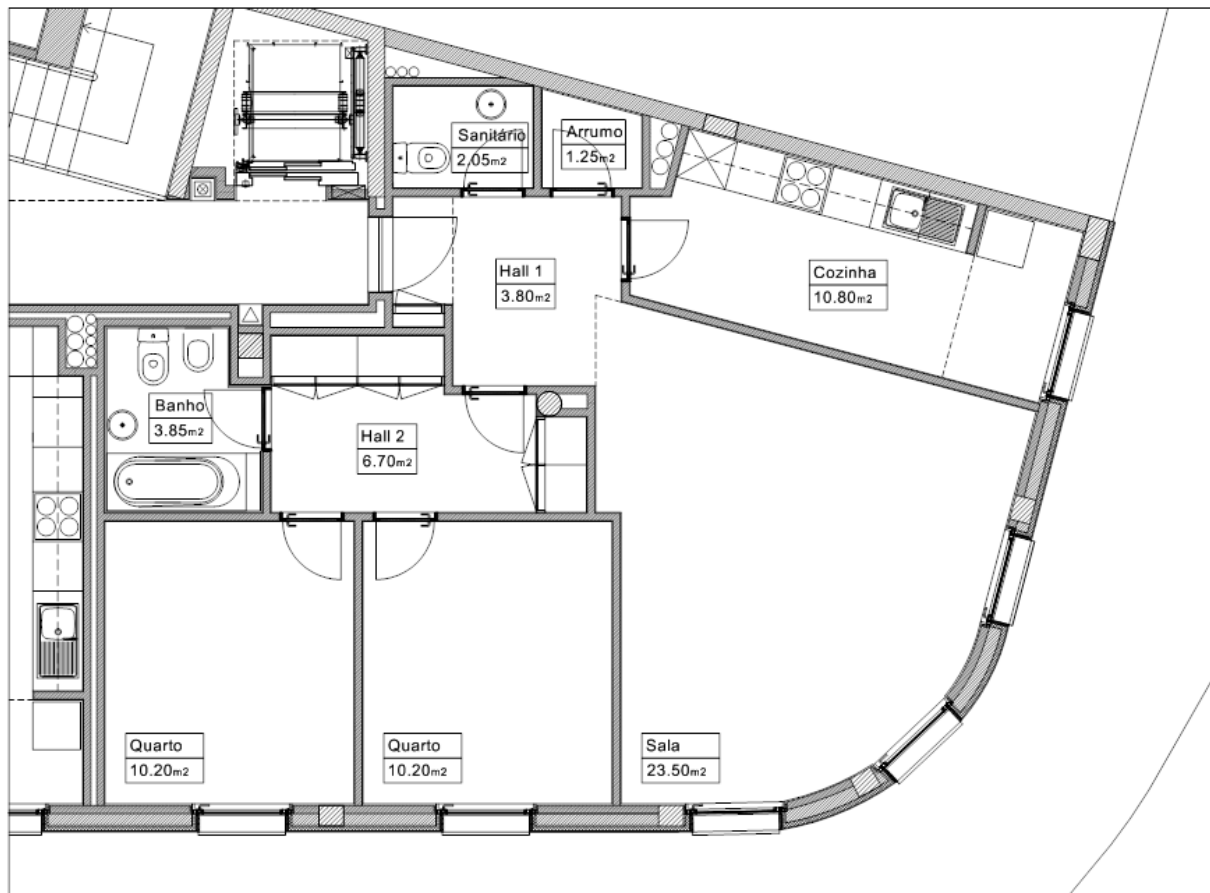 Sanitário
2.05m2
Arrumo
1.25m2
Hall 1
3.80m2
Cozinha
10.80m2
Banho
3.85m2
Hall 2
6.70m2
Quarto
10.20m2
Quarto
10.20m2
Sala
23.50m2